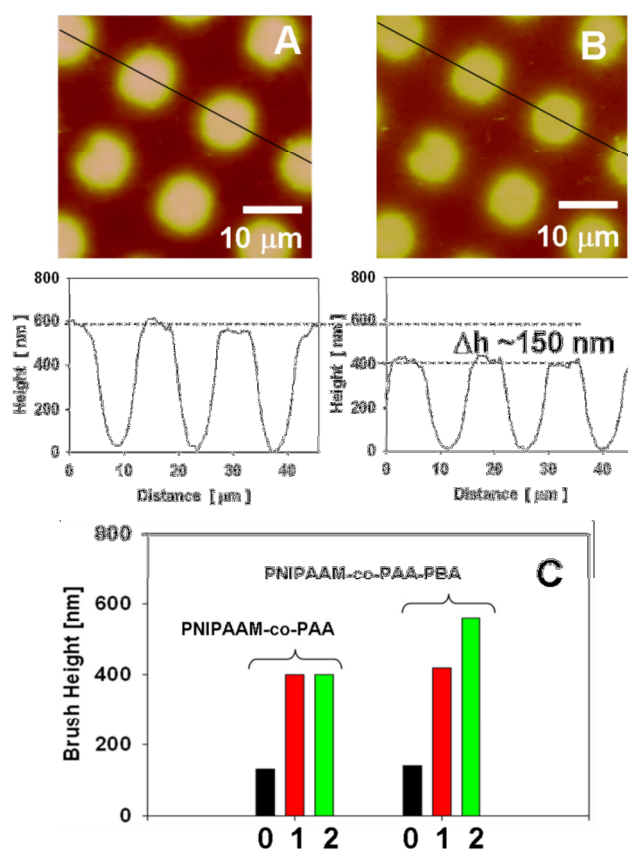 A
B
10 μm
10 μm
800
600
400
200
0
Height [ nm]
0 10 20 30 40
Distance [ μm]
800
600
400
200
0
Height [ nm]
Δh ~150 nm
0 10 20 30 40
Distance [ μm]
C
800
600
400
200
0
Brush Height [nm]
PNIPAAM-co-PAA-PBA
PNIPAAM-co-PAA
0 1 2 0 1 2